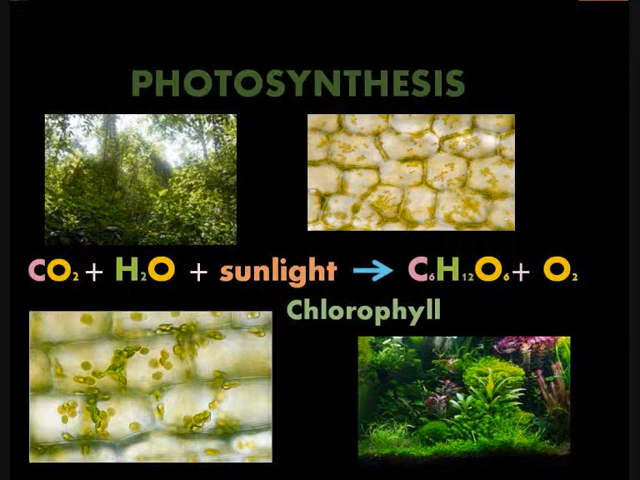 PHOTOSYNTHESIS
CO₂ + H₂O + sunlight → C₆H₁₂O₆ + O₂
Chlorophyll